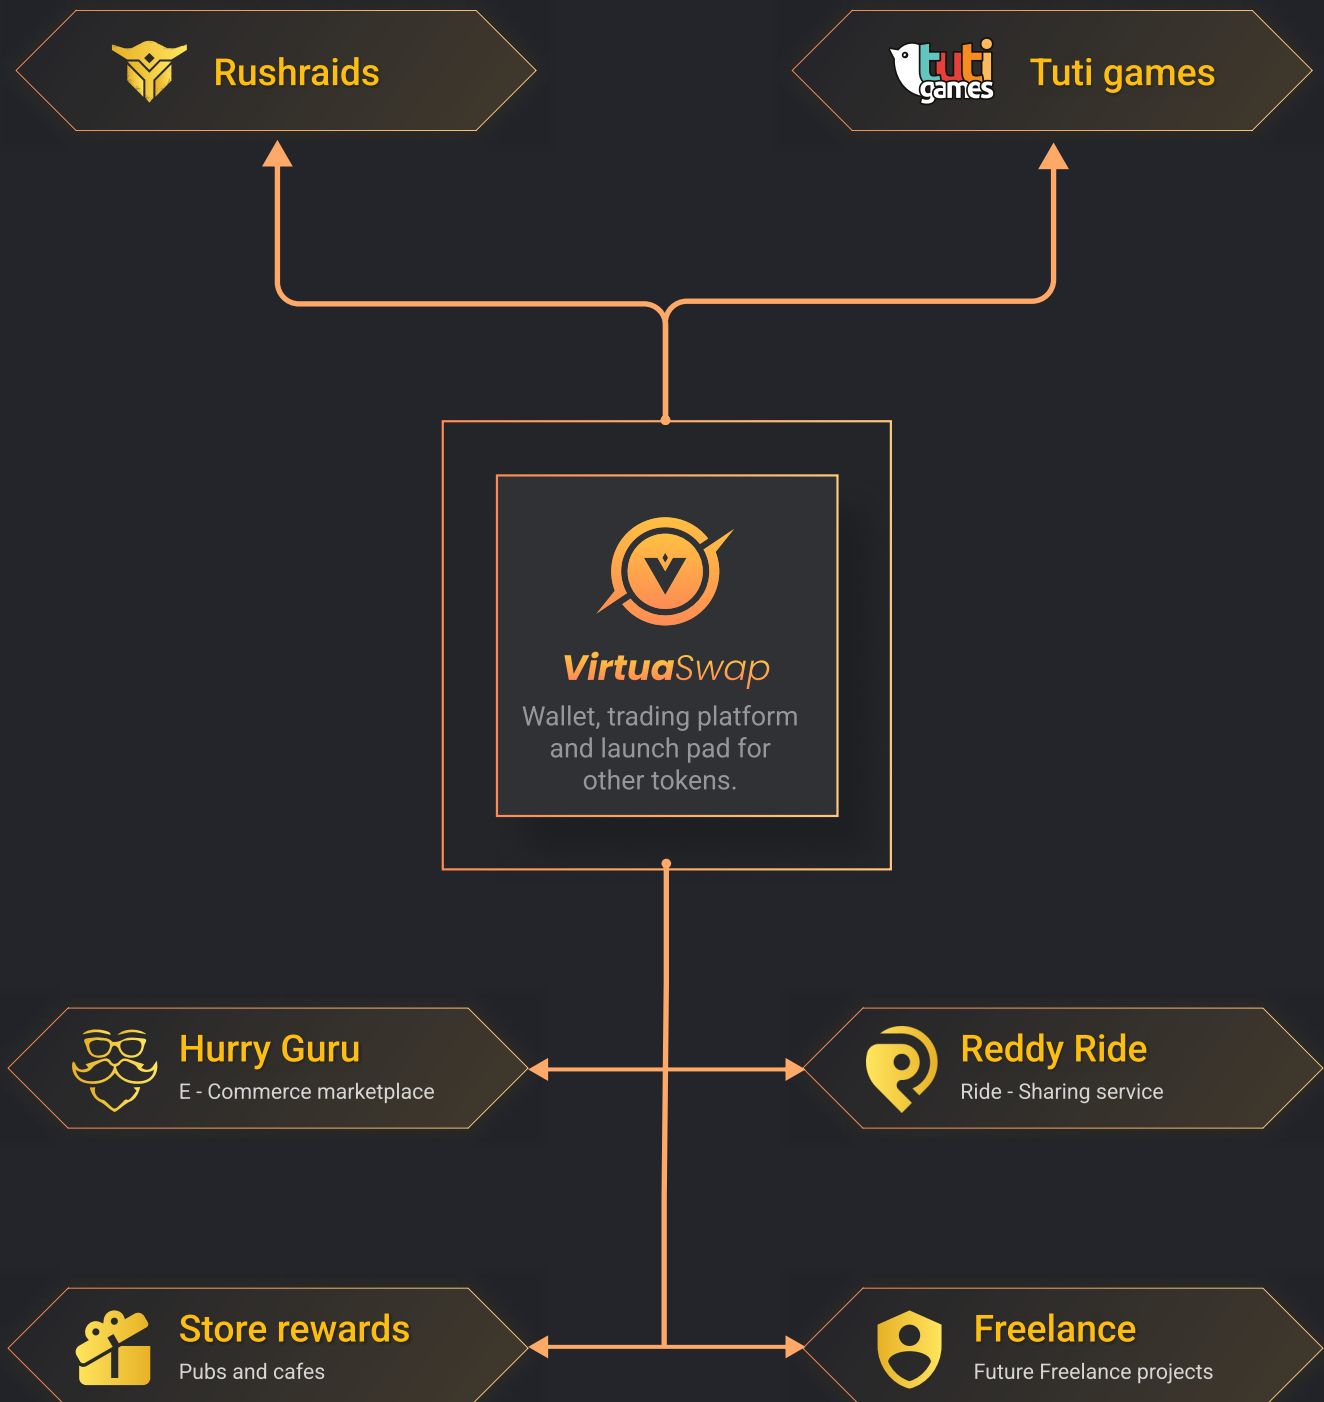 Rushraids
tuti
games
Tuti games
VirtuaSwap
Wallet, trading platform
and launch pad for
other tokens.
Hurry Guru
E - Commerce marketplace
Reddy Ride
Ride - Sharing service
Store rewards
Pubs and cafes
Freelance
Future Freelance projects